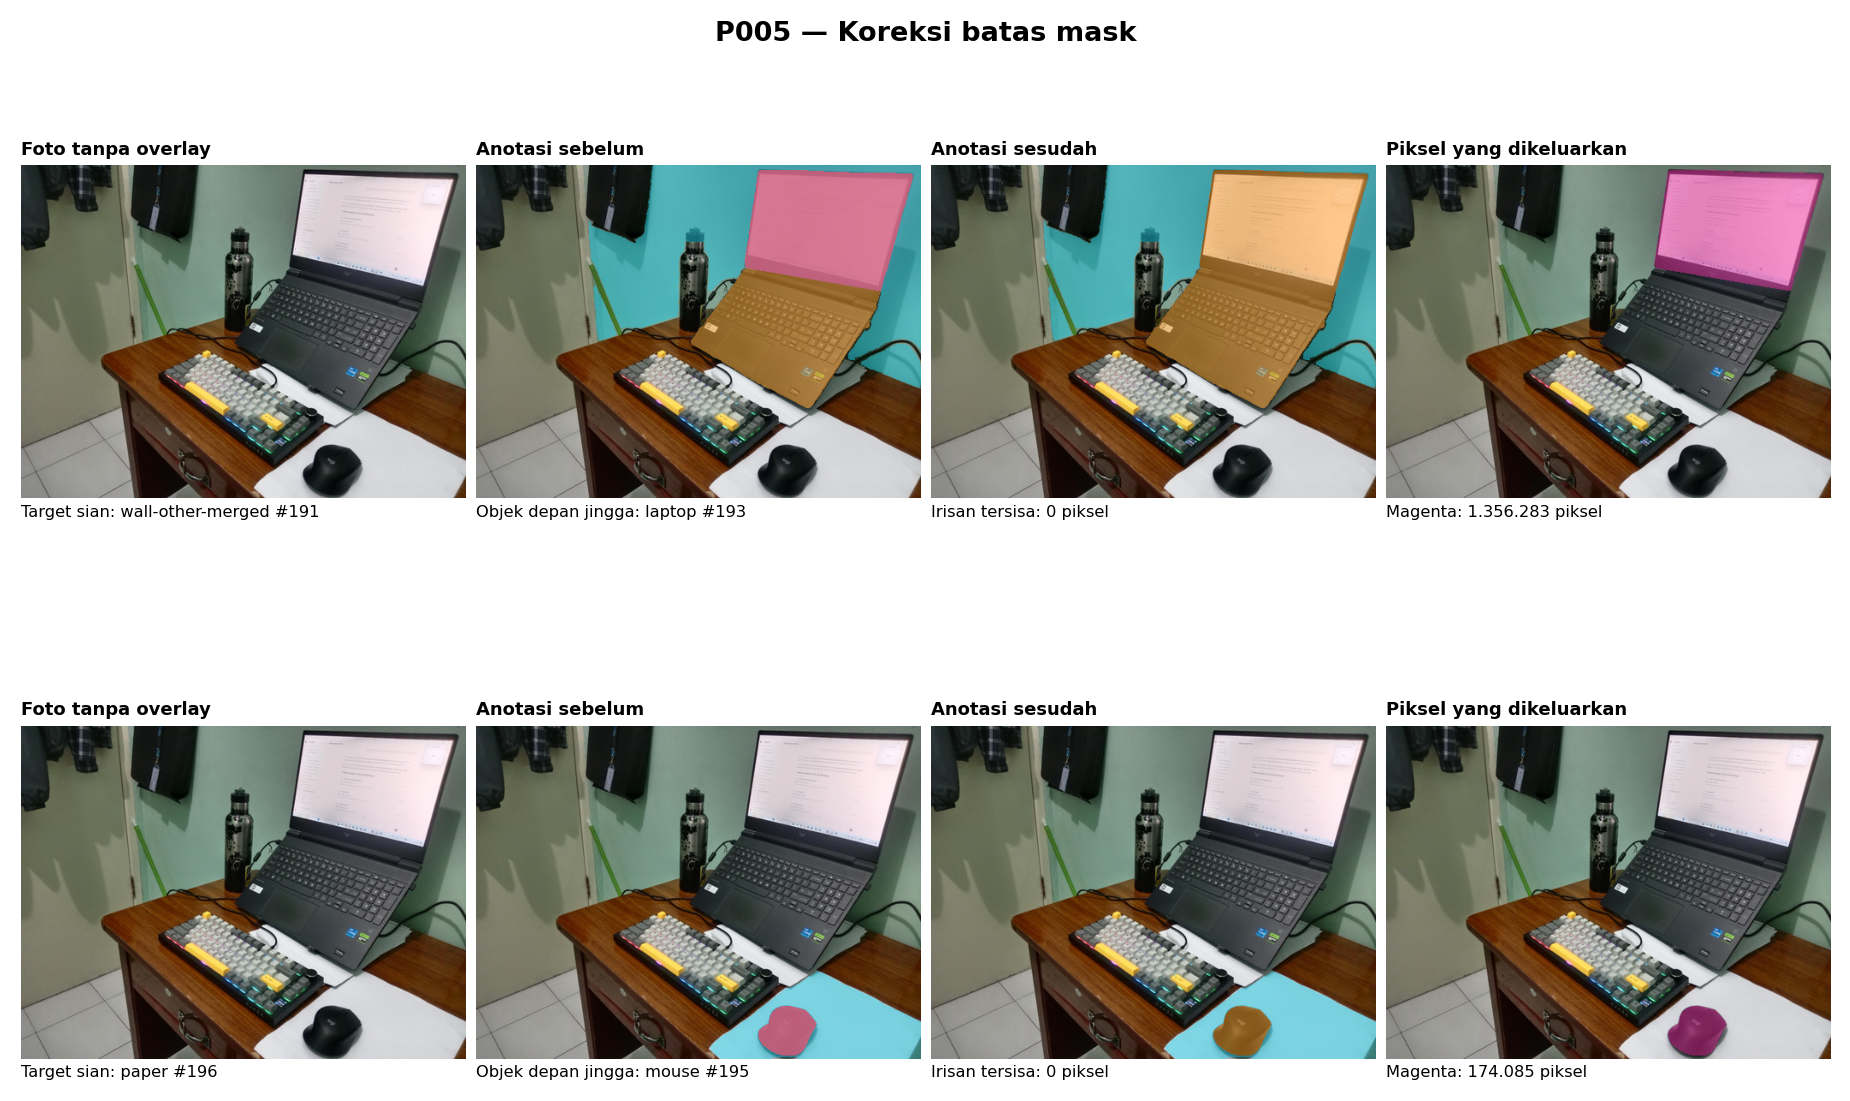 P005 — Koreksi batas mask
Foto tanpa overlay
Anotasi sebelum
Anotasi sesudah
Piksel yang dikeluarkan
Target sian: wall-other-merged #191
Objek depan jingga: laptop #193
Irisan tersisa: 0 piksel
Magenta: 1.356.283 piksel
Foto tanpa overlay
Anotasi sebelum
Anotasi sesudah
Piksel yang dikeluarkan
Target sian: paper #196
Objek depan jingga: mouse #195
Irisan tersisa: 0 piksel
Magenta: 174.085 piksel